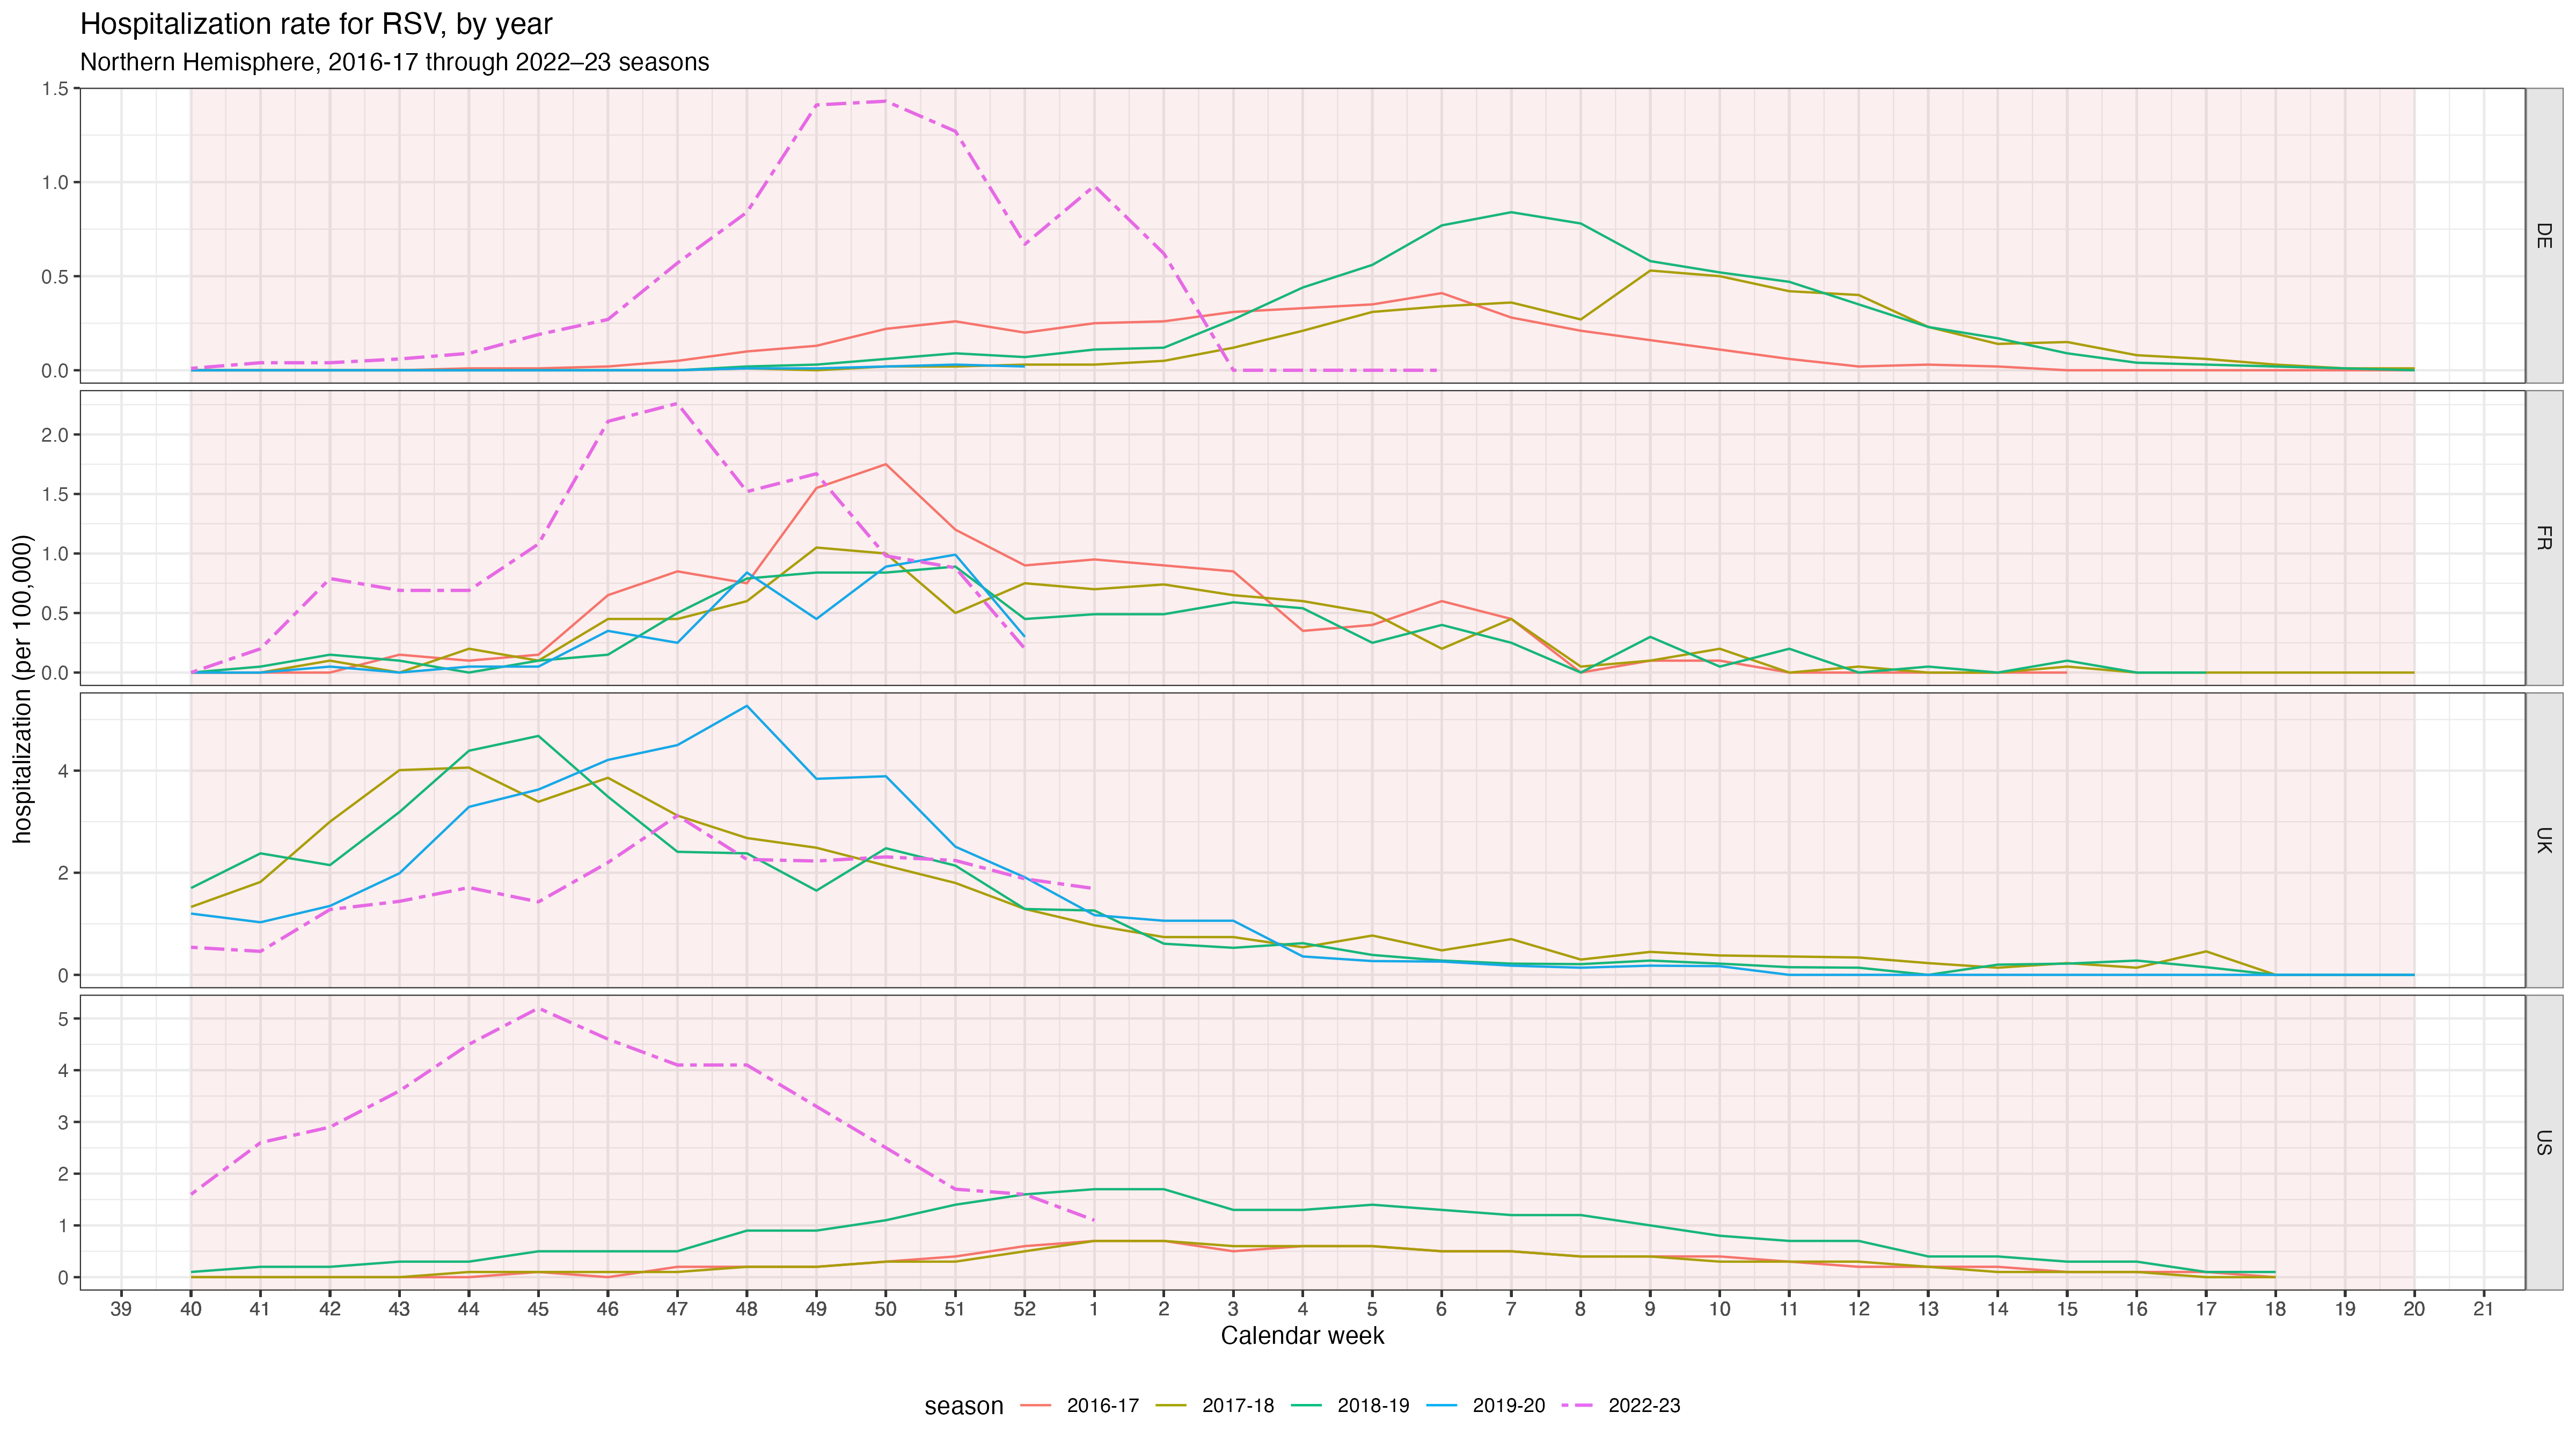 Hospitalization rate for RSV, by year
Northern Hemisphere, 2016-17 through 2022–23 seasons
hospitalization (per 100,000)
1.5
1.0
0.5
0.0
DE
2.0
1.5
1.0
0.5
0.0
FR
4
2
0
UK
5
4
3
2
1
0
US
39 40 41 42 43 44 45 46 47 48 49 50 51 52 1 2 3 4 5 6 7 8 9 10 11 12 13 14 15 16 17 18 19 20 21
Calendar week
season 2016-17 2017-18 2018-19 2019-20 2022-23